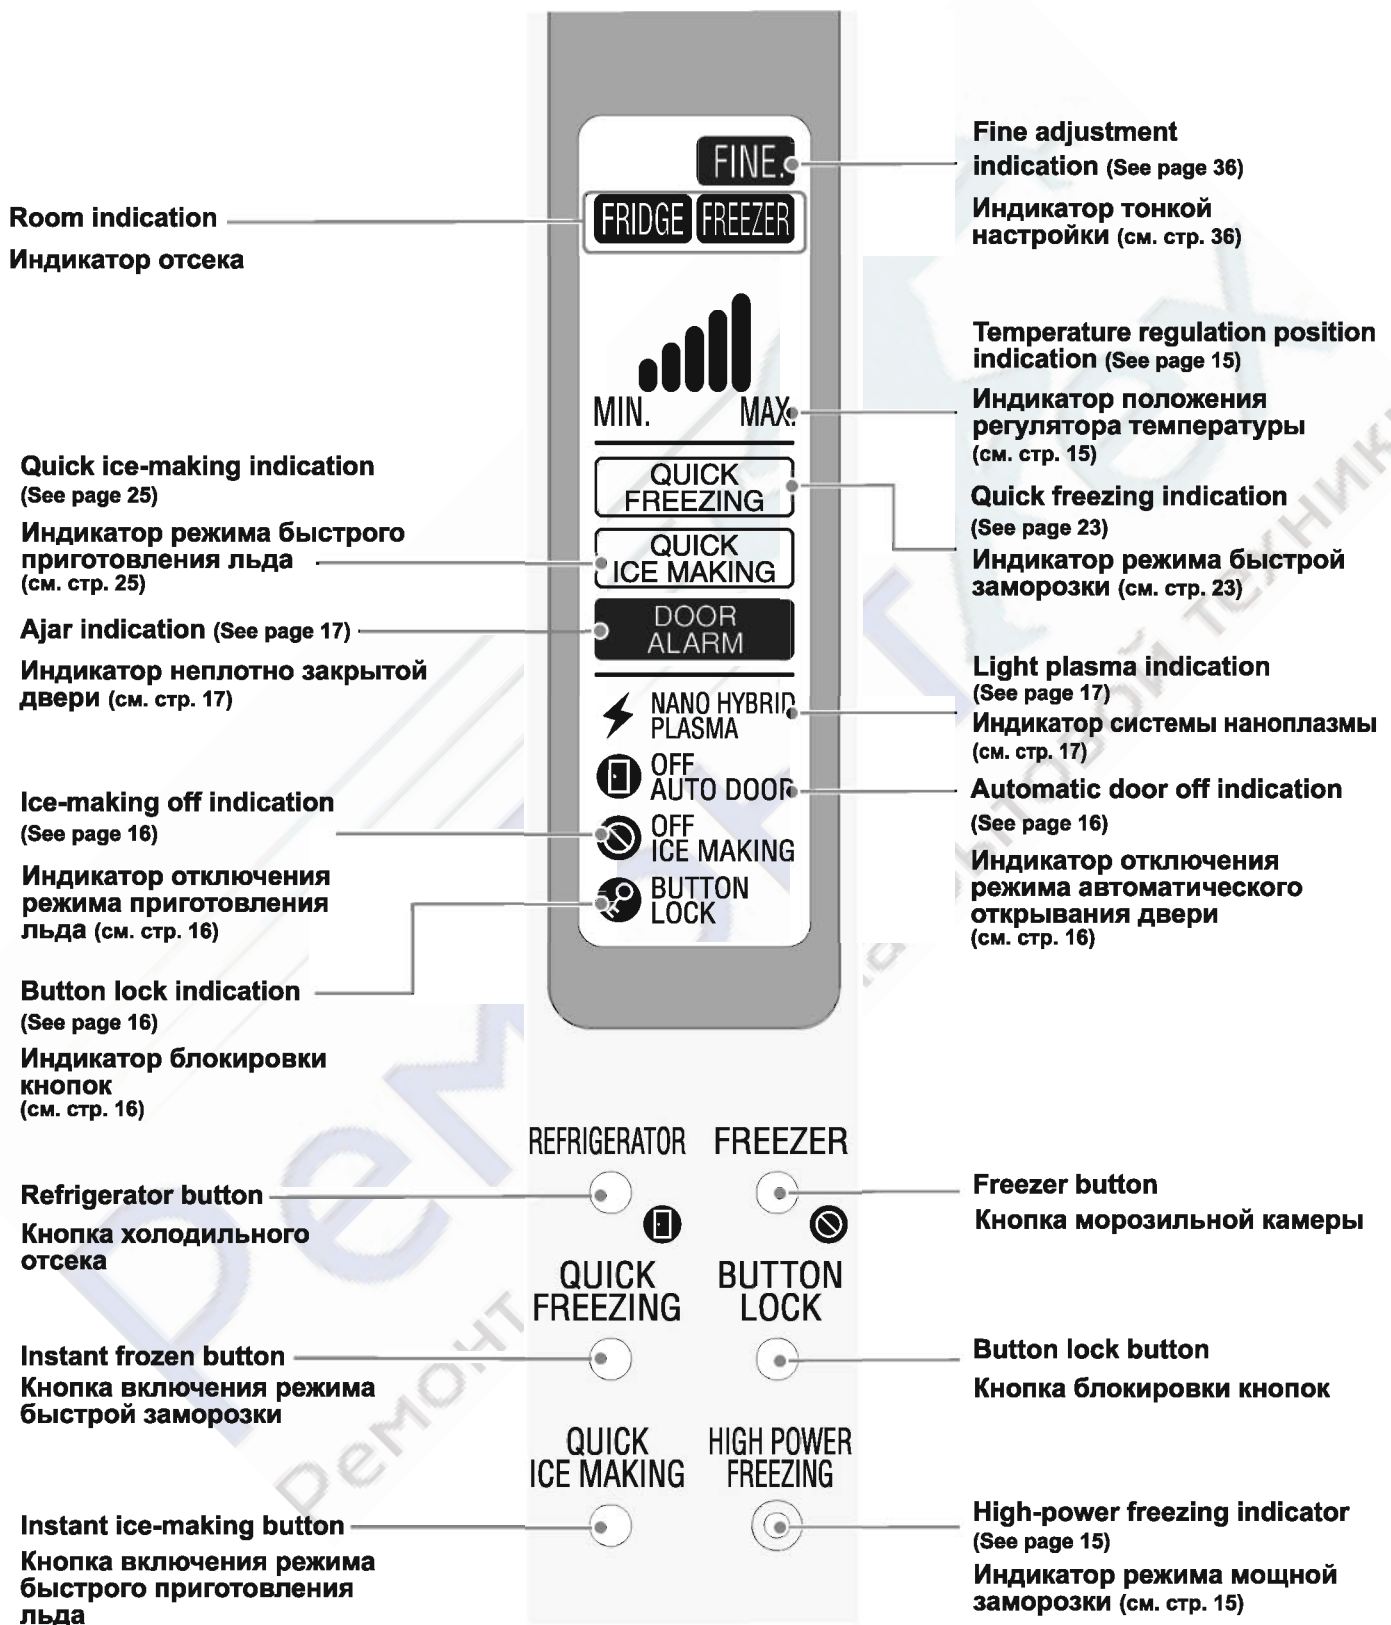 FINE.
FRIDGE FREEZER
MIN. MAX.
QUICK
FREEZING
QUICK
ICE MAKING
DOOR
ALARM
NANO HYBRID
PLASMA
OFF
AUTO DOOR
OFF
ICE MAKING
BUTTON
LOCK
REFRIGERATOR FREEZER
QUICK
FREEZING
BUTTON
LOCK
QUICK
ICE MAKING
HIGH POWER
FREEZING
Room indication
Индикатор отсека
Quick ice-making indication
(See page 25)
Индикатор режима быстрого
приготовления льда
(см. стр. 25)
Ajar indication (See page 17)
Индикатор неплотно закрытой
двери (см. стр. 17)
Ice-making off indication
(See page 16)
Индикатор отключения
режима приготовления
льда (см. стр. 16)
Button lock indication
(See page 16)
Индикатор блокировки
кнопок
(см. стр. 16)
Refrigerator button
Кнопка холодильного
отсека
Instant frozen button
Кнопка включения режима
быстрой заморозки
Instant ice-making button
Кнопка включения режима
быстрого приготовления
льда
Fine adjustment
indication (See page 36)
Индикатор тонкой
настройки (см. стр. 36)
Temperature regulation position
indication (See page 15)
Индикатор положения
регулятора температуры
(см. стр. 15)
Quick freezing indication
(See page 23)
Индикатор режима быстрой
заморозки (см. стр. 23)
Light plasma indication
(See page 17)
Индикатор системы наноплазмы
(см. стр. 17)
Automatic door off indication
(See page 16)
Индикатор отключения
режима автоматического
открывания двери
(см. стр. 16)
Freezer button
Кнопка морозильной камеры
Button lock button
Кнопка блокировки кнопок
High-power freezing indicator
(See page 15)
Индикатор режима мощной
заморозки (см. стр. 15)